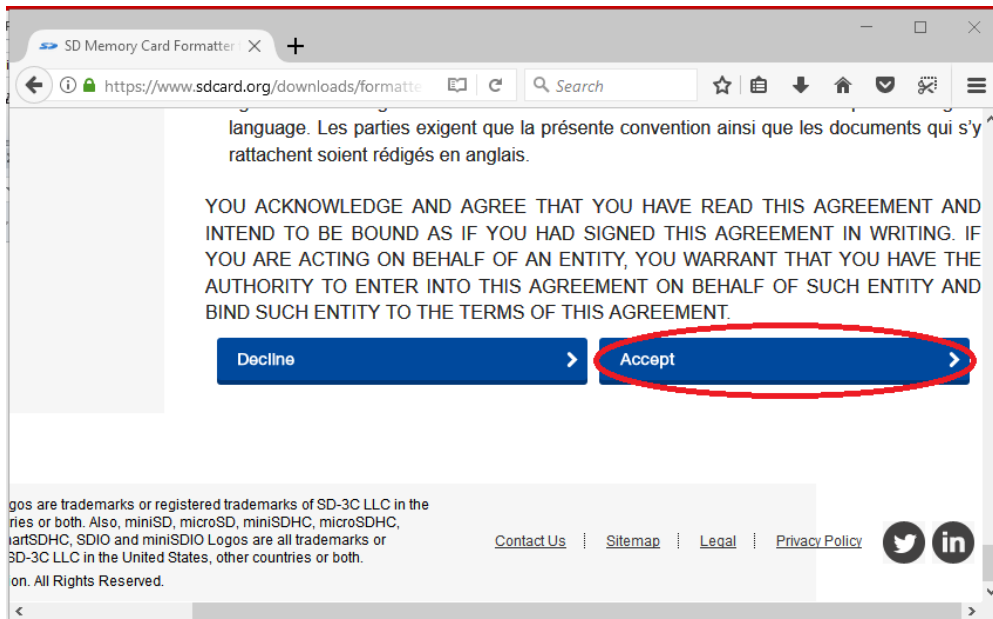 SD Memory Card Formatter
https://www.sdcard.org/downloads/formatte
Search
language. Les parties exigent que la présente convention ainsi que les documents qui s'y
rattachent soient rédigés en anglais.
YOU ACKNOWLEDGE AND AGREE THAT YOU HAVE READ THIS AGREEMENT AND
INTEND TO BE BOUND AS IF YOU HAD SIGNED THIS AGREEMENT IN WRITING. IF
YOU ARE ACTING ON BEHALF OF AN ENTITY, YOU WARRANT THAT YOU HAVE THE
AUTHORITY TO ENTER INTO THIS AGREEMENT ON BEHALF OF SUCH ENTITY AND
BIND SUCH ENTITY TO THE TERMS OF THIS AGREEMENT.
Decline
Accept
gos are trademarks or registered trademarks of SD-3C LLC in the
ries or both. Also, miniSD, microSD, miniSDHC, microSDHC,
artSDHC, SDIO and miniSDIO Logos are all trademarks or
SD-3C LLC in the United States, other countries or both.
on. All Rights Reserved.
Contact Us | Sitemap | Legal | Privacy Policy